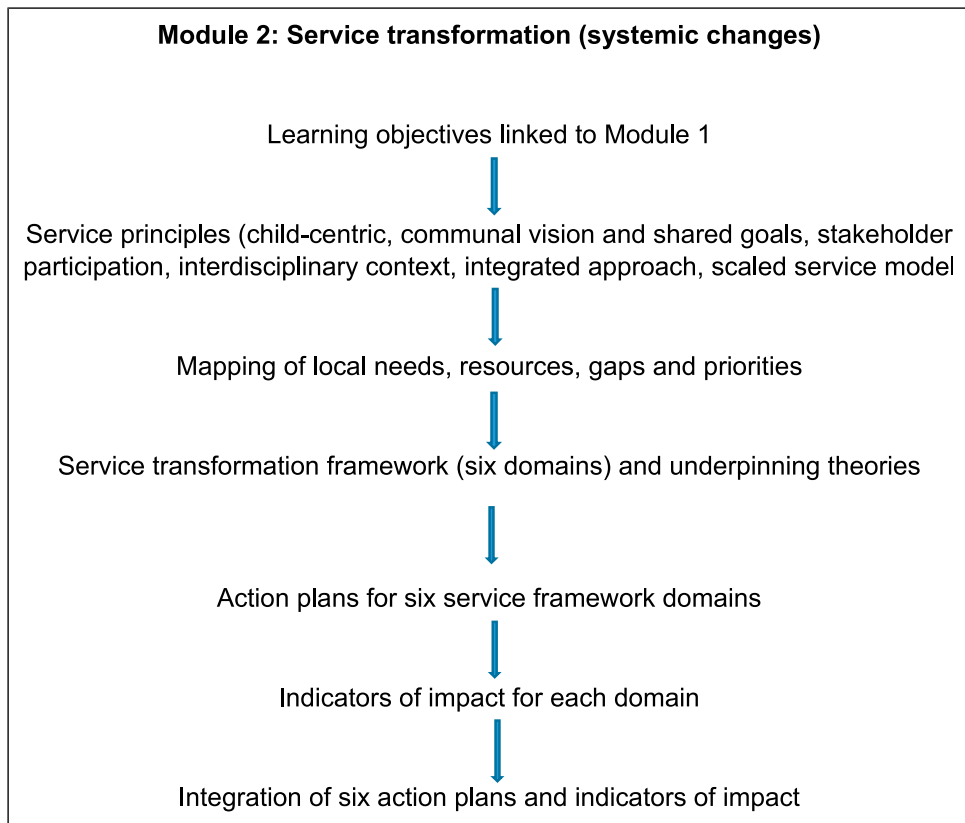 Module 2: Service transformation (systemic changes)
Learning objectives linked to Module 1
Service principles (child-centric, communal vision and shared goals, stakeholder
participation, interdisciplinary context, integrated approach, scaled service model
Mapping of local needs, resources, gaps and priorities
Service transformation framework (six domains) and underpinning theories
Action plans for six service framework domains
Indicators of impact for each domain
Integration of six action plans and indicators of impact